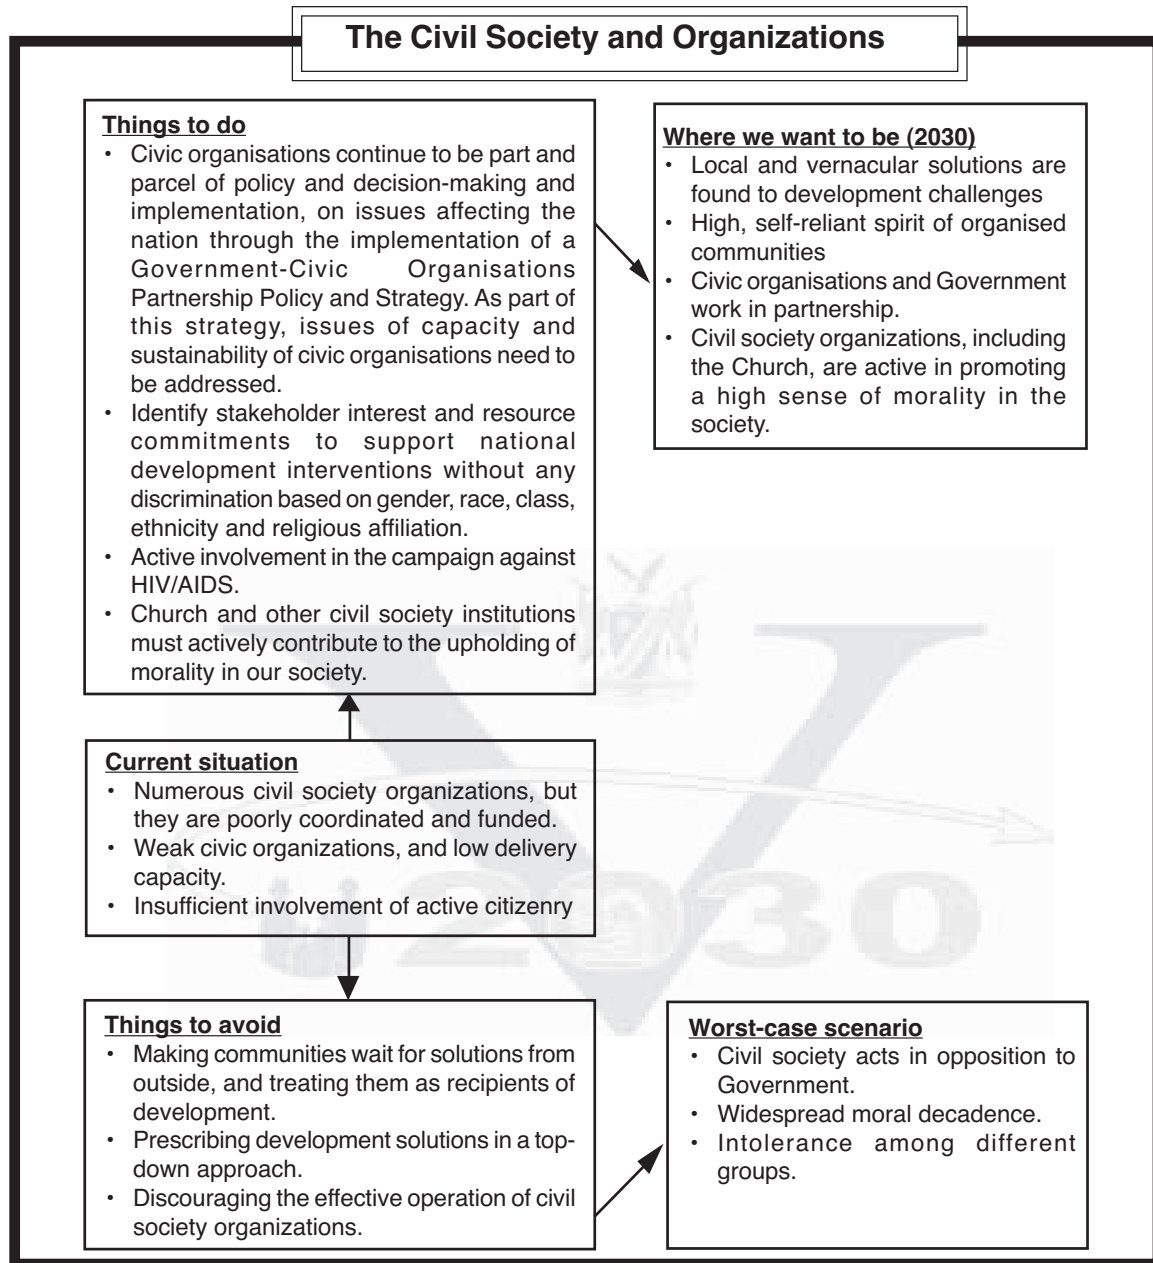 The Civil Society and Organizations
Things to do
• Civic organisations continue to be part and
parcel of policy and decision-making and
implementation, on issues affecting the
nation through the implementation of a
Government-Civic Organisations
Partnership Policy and Strategy. As part of
this strategy, issues of capacity and
sustainability of civic organisations need to
be addressed.
• Identify stakeholder interest and resource
commitments to support national
development interventions without any
discrimination based on gender, race, class,
ethnicity and religious affiliation.
• Active involvement in the campaign against
HIV/AIDS.
• Church and other civil society institutions
must actively contribute to the upholding of
morality in our society.
Where we want to be (2030)
• Local and vernacular solutions are
found to development challenges
• High, self-reliant spirit of organised
communities
• Civic organisations and Government
work in partnership.
• Civil society organizations, including
the Church, are active in promoting
a high sense of morality in the
society.
Current situation
• Numerous civil society organizations, but
they are poorly coordinated and funded.
• Weak civic organizations, and low delivery
capacity.
• Insufficient involvement of active citizenry
Things to avoid
• Making communities wait for solutions from
outside, and treating them as recipients of
development.
• Prescribing development solutions in a top-
down approach.
• Discouraging the effective operation of civil
society organizations.
Worst-case scenario
• Civil society acts in opposition to
Government.
• Widespread moral decadence.
• Intolerance among different
groups.
V
2030